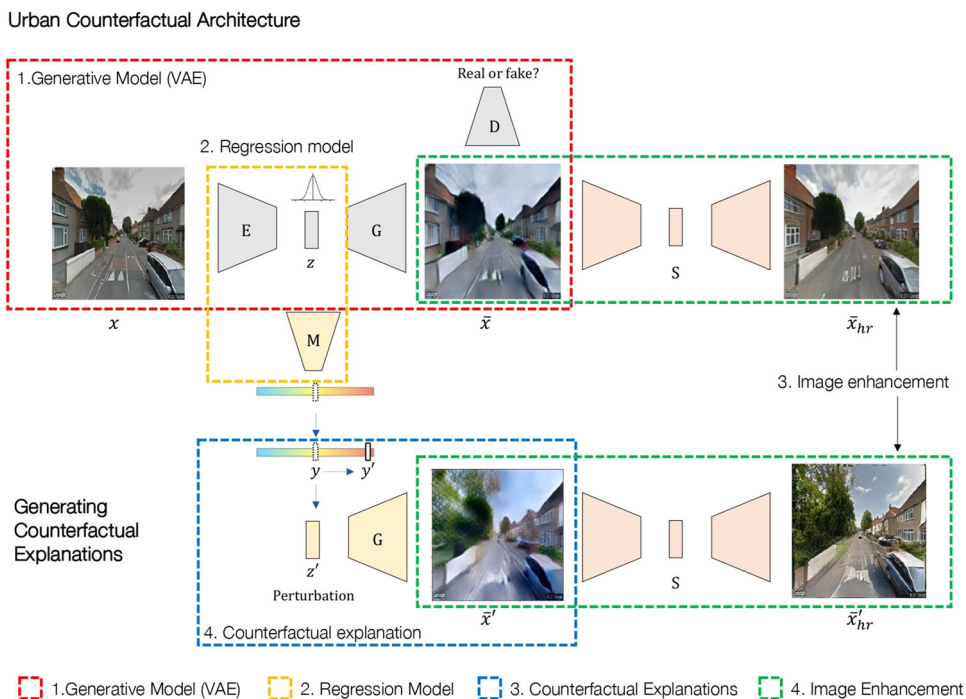 Urban Counterfactual Architecture
1.Generative Model (VAE)
Real or fake?
D
2. Regression model
E
z
G
S
x
x̄
x̄hr
M
3. Image enhancement
y
y′
Generating
Counterfactual
Explanations
G
z′
S
Perturbation
x̄′
x̄′hr
4. Counterfactual explanation
1.Generative Model (VAE)
2. Regression Model
3. Counterfactual Explanations
4. Image Enhancement